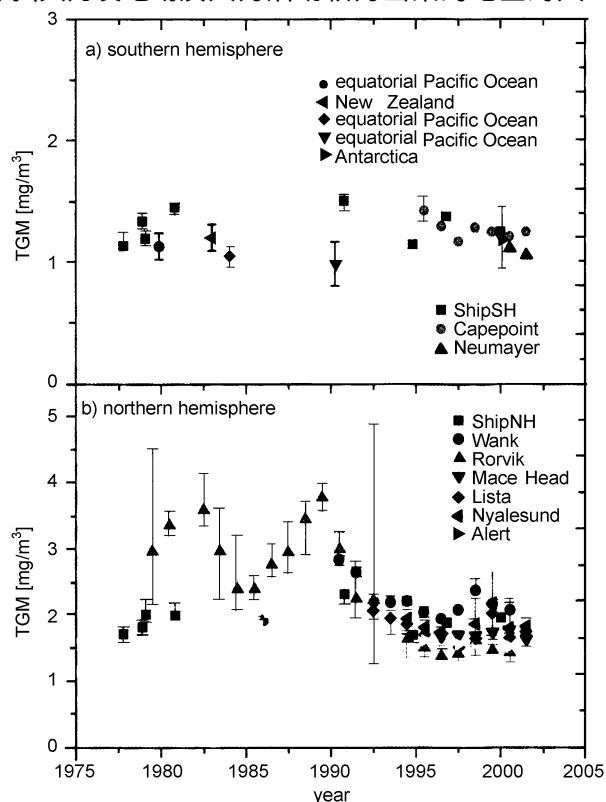 3
a) southern hemisphere
equatorial Pacific Ocean
New Zealand
equatorial Pacific Ocean
equatorial Pacific Ocean
Antarctica
2
TGM [mg/m³]
1
ShipSH
Capepoint
Neumayer
0
b) northern hemisphere
5
ShipNH
Wank
Rorvik
4
Mace Head
Lista
Nyalesund
3
Alert
TGM [mg/m³]
2
1
0
1975 1980 1985 1990 1995 2000 2005
year